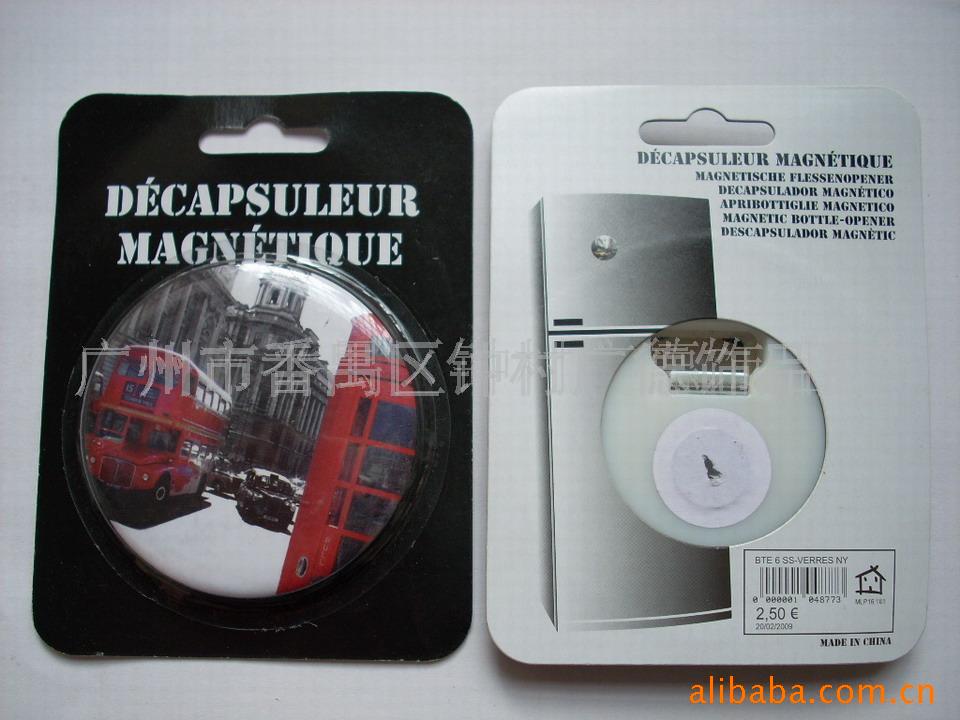 DÉCAPSULEUR
MAGNÉTIQUE
15
DÉCAPSULEUR MAGNÉTIQUE
MAGNETISCHE FLESSENOPENER
DECAPSULADOR MAGNÉTICO
APRIBOTTIGLIE MAGNETICO
MAGNETIC BOTTLE-OPENER
DESCAPSULADOR MAGNÈTIC
广州市番禺区钟村
BTE 6 SS-VERRES NY
0 000001 048773
2,50 €
20/02/2009
MADE IN CHINA
alibaba.com.cn